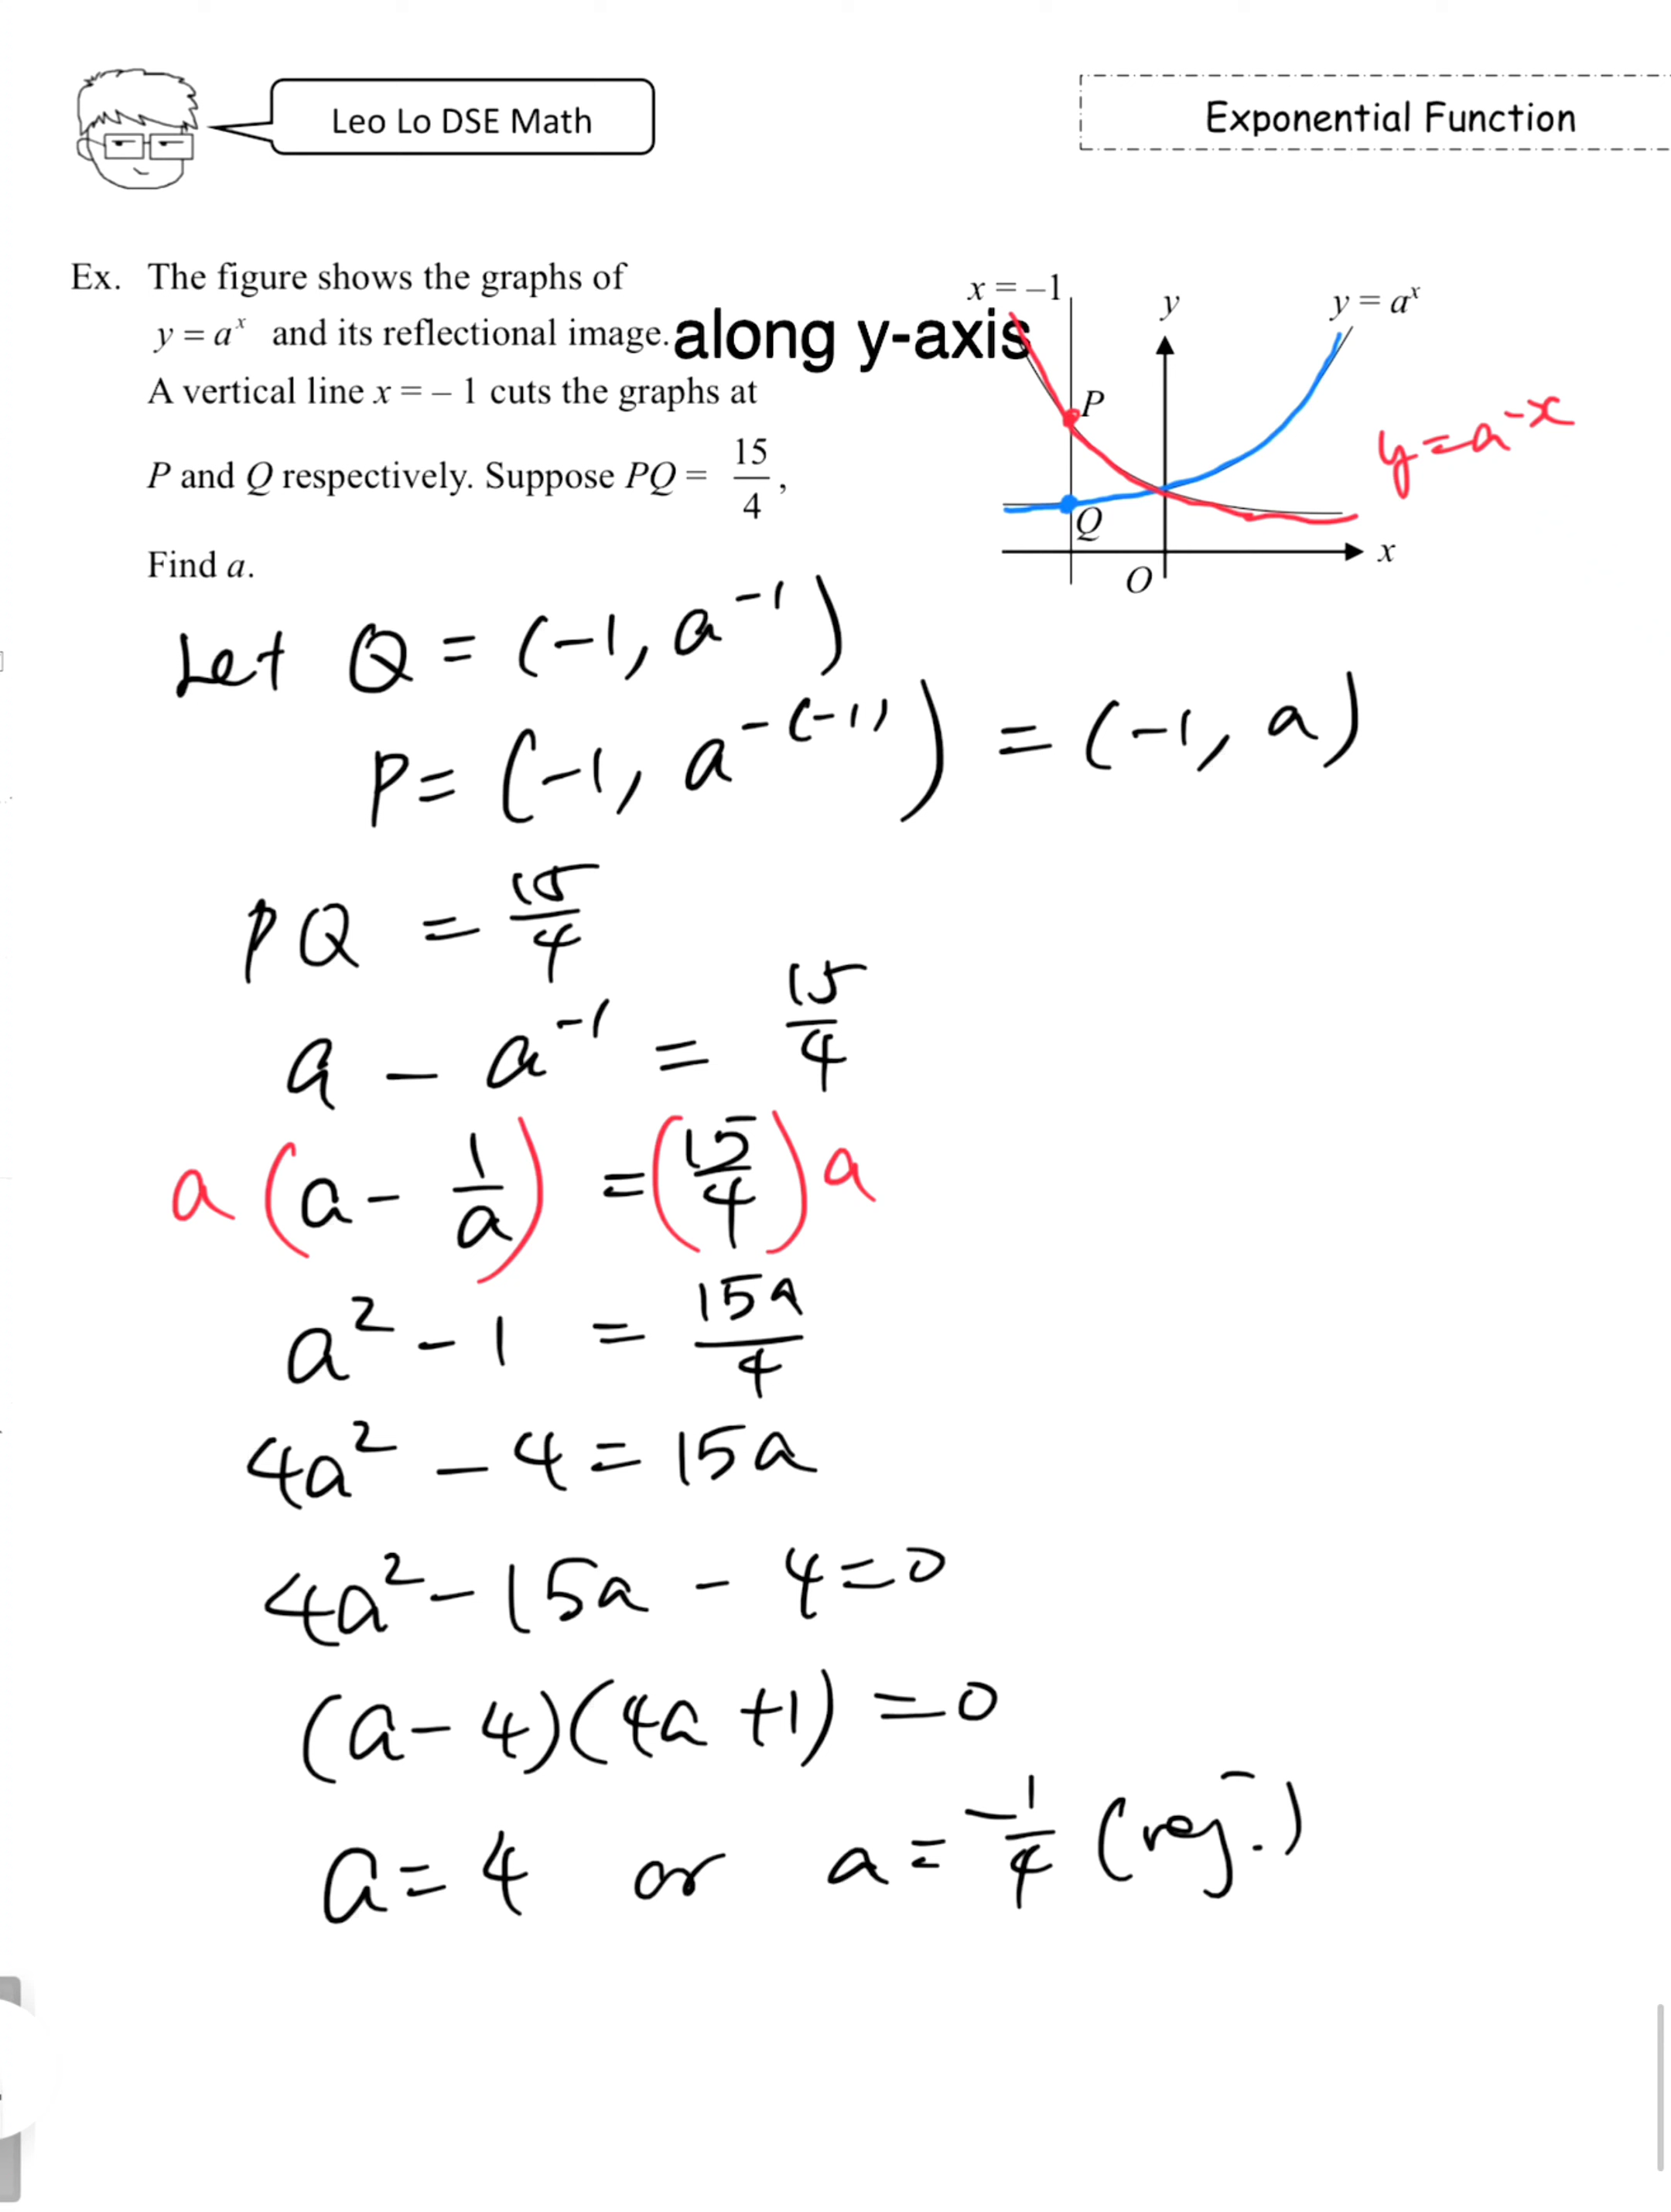 Leo Lo DSE Math
Exponential Function
Ex. The figure shows the graphs of
y = aˣ and its reflectional image. along y-axis
A vertical line x = – 1 cuts the graphs at
P and Q respectively. Suppose PQ = 15/4 ,
Find a.
x = –1
y
y = aˣ
P
y = a⁻ˣ
Q
x
O
Let Q = (-1, a⁻¹)
P = (-1, a^-(-1)) = (-1, a)
PQ = 15/4
a - a⁻¹ = 15/4
a(a - 1/a) = (15/4)a
a² - 1 = 15a/4
4a² - 4 = 15a
4a² - 15a - 4 = 0
(a - 4)(4a + 1) = 0
a = 4 or a = -1/4 (rej.)